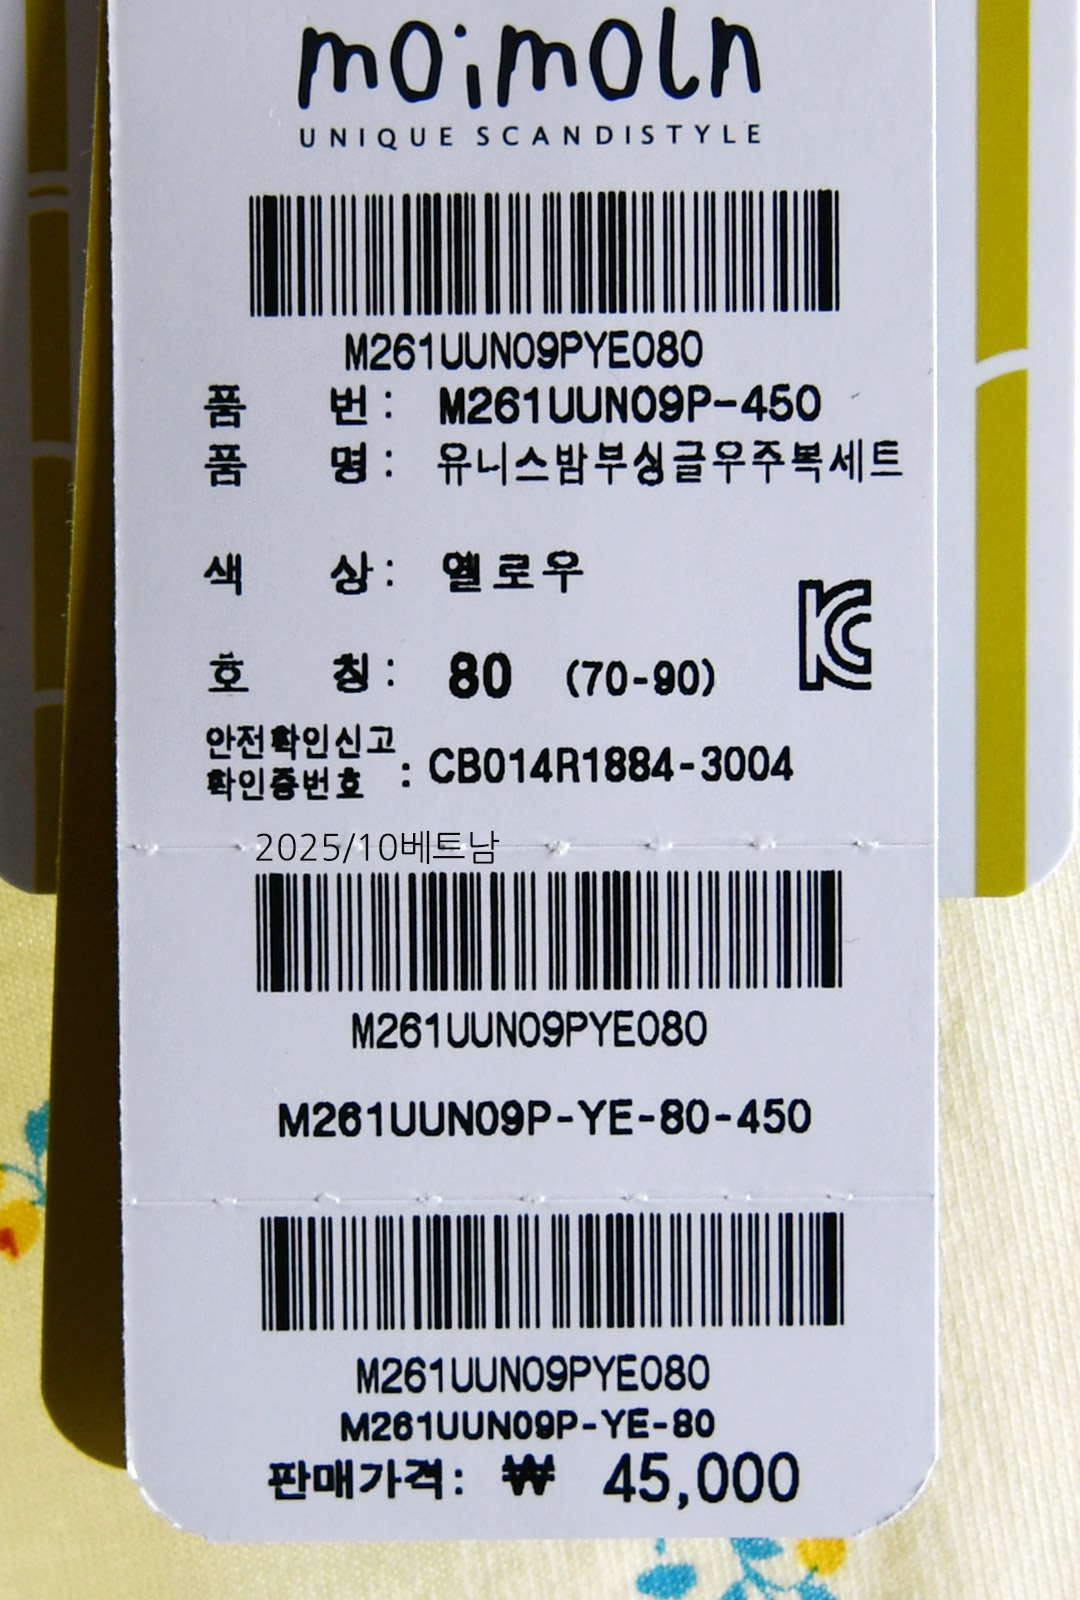 moimoln
UNIQUE SCANDISTYLE
M261UUN09PYE080
품 번 : M261UUN09P-450
품 명 : 유니스밤부싱글우주복세트
색 상 : 옐로우
호 칭 : 80 (70-90)
안전확인신고
확인증번호 : CB014R1884-3004
2025/10베트남
M261UUN09PYE080
M261UUN09P-YE-80-450
M261UUN09PYE080
M261UUN09P-YE-80
판매가격: ₩ 45,000